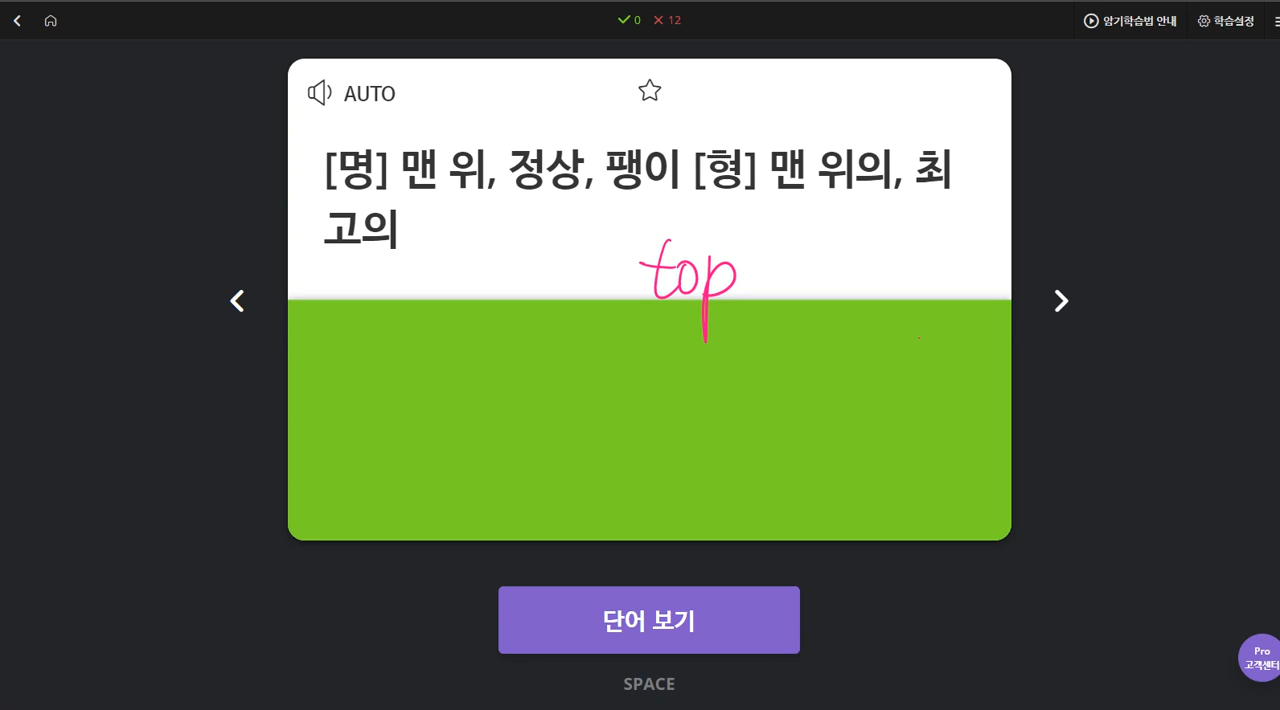 0 12 암기학습법 안내 학습설정
AUTO
[명] 맨 위, 정상, 팽이 [형] 맨 위의, 최
고의
top
단어 보기
SPACE
Pro
고객센터